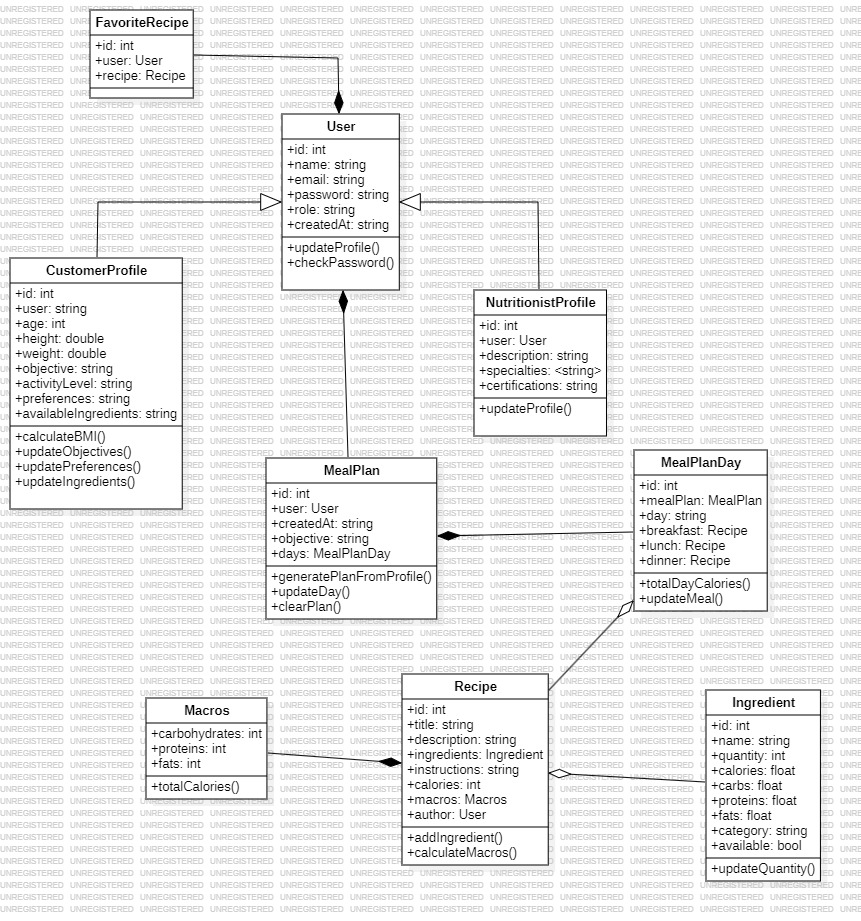 FavoriteRecipe
+id: int
+user: User
+recipe: Recipe
User
+id: int
+name: string
+email: string
+password: string
+role: string
+createdAt: string
+updateProfile()
+checkPassword()
CustomerProfile
+id: int
+user: string
+age: int
+height: double
+weight: double
+objective: string
+activityLevel: string
+preferences: string
+availableIngredients: string
+calculateBMI()
+updateObjectives()
+updatePreferences()
+updateIngredients()
NutritionistProfile
+id: int
+user: User
+description: string
+specialties: <string>
+certifications: string
+updateProfile()
MealPlan
+id: int
+user: User
+createdAt: string
+objective: string
+days: MealPlanDay
+generatePlanFromProfile()
+updateDay()
+clearPlan()
MealPlanDay
+id: int
+mealPlan: MealPlan
+day: string
+breakfast: Recipe
+lunch: Recipe
+dinner: Recipe
+totalDayCalories()
+updateMeal()
Macros
+carbohydrates: int
+proteins: int
+fats: int
+totalCalories()
Recipe
+id: int
+title: string
+description: string
+ingredients: Ingredient
+instructions: string
+calories: int
+macros: Macros
+author: User
+addIngredient()
+calculateMacros()
Ingredient
+id: int
+name: string
+quantity: int
+calories: float
+carbs: float
+proteins: float
+fats: float
+category: string
+available: bool
+updateQuantity()
UNREGISTERED